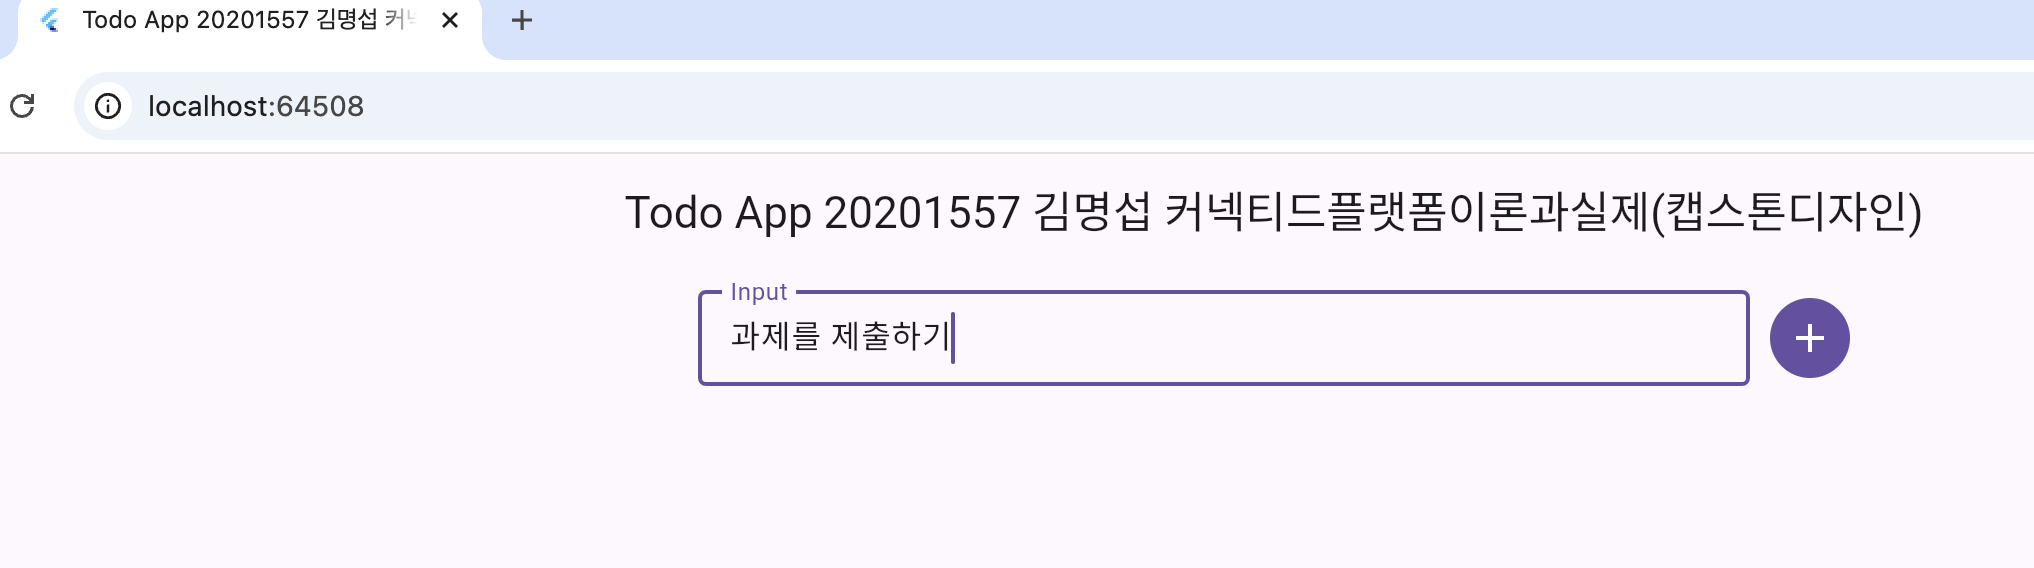 Todo App 20201557 김명섭 커넥
localhost:64508
Todo App 20201557 김명섭 커넥티드플랫폼이론과실제(캡스톤디자인)
Input
과제를 제출하기